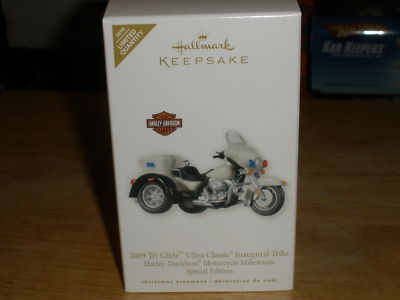 2010
LIMITED
QUANTITY
Hallmark
KEEPSAKE
HARLEY-DAVIDSON
2009 Tri Glide™ Ultra Classic® Inaugural Trike
Harley-Davidson® Motorcycle Milestones
Special Edition
christmas ornament • décoration de noël
KAR KEEPERS